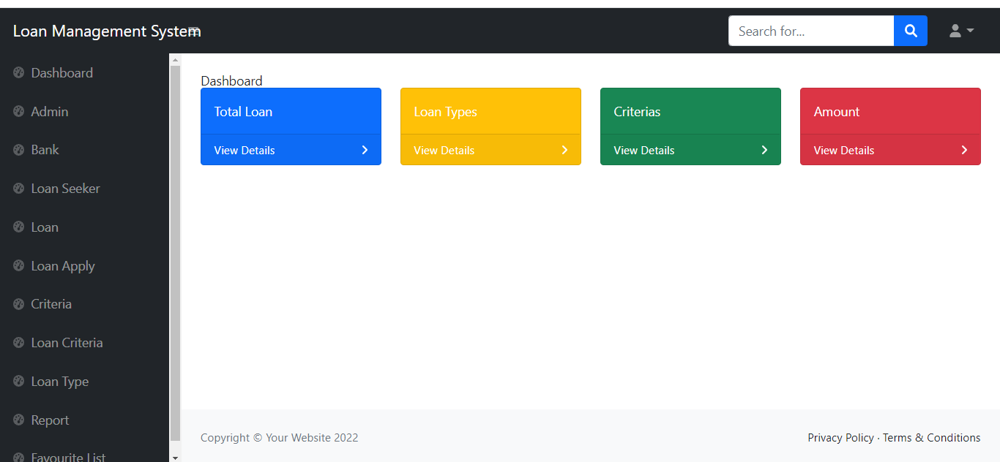 Loan Management System
Search for...
Dashboard
Admin
Bank
Loan Seeker
Loan
Loan Apply
Criteria
Loan Criteria
Loan Type
Report
Favourite List
Dashboard
Total Loan
View Details
Loan Types
View Details
Criterias
View Details
Amount
View Details
Copyright © Your Website 2022
Privacy Policy · Terms & Conditions